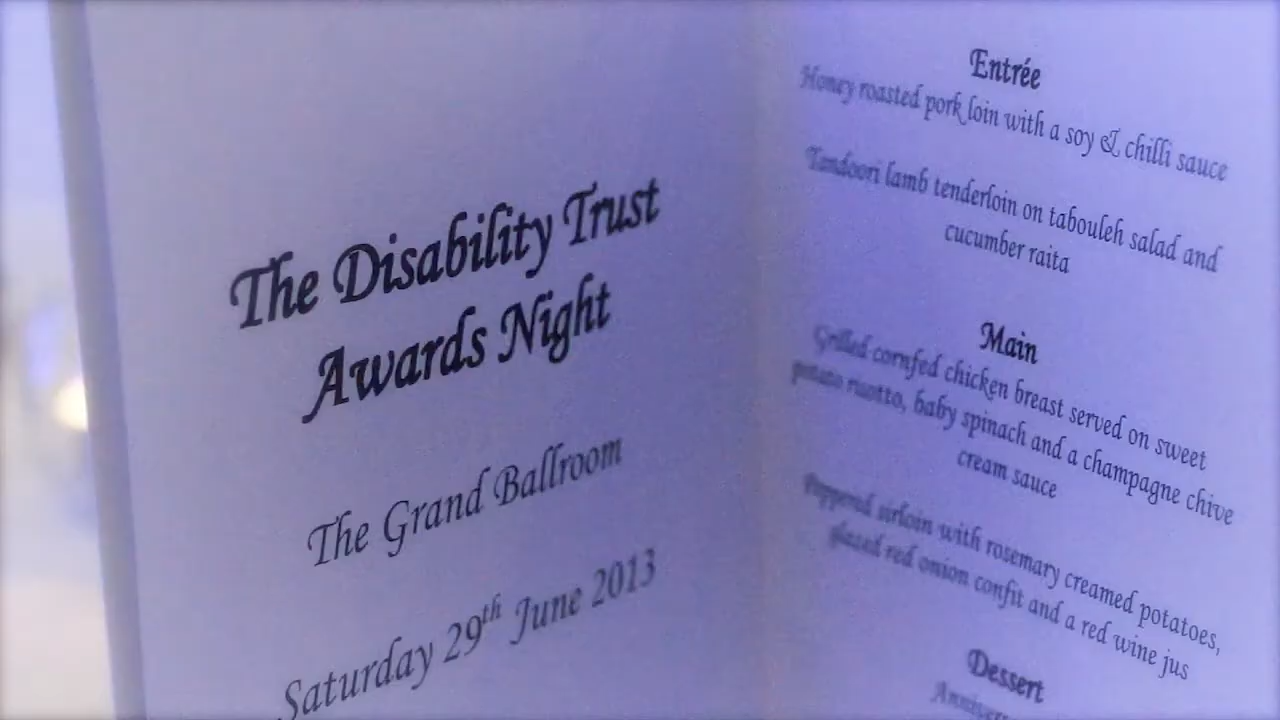 The Disability Trust
Awards Night
The Grand Ballroom
Saturday 29th June 2013
Entrée
Honey roasted pork loin with a soy & chilli sauce
Tandoori lamb tenderloin on tabouleh salad and
cucumber raita
Main
Grilled cornfed chicken breast served on sweet
potato risotto, baby spinach and a champagne chive
cream sauce
Peppered sirloin with rosemary creamed potatoes,
glazed red onion confit and a red wine jus
Dessert